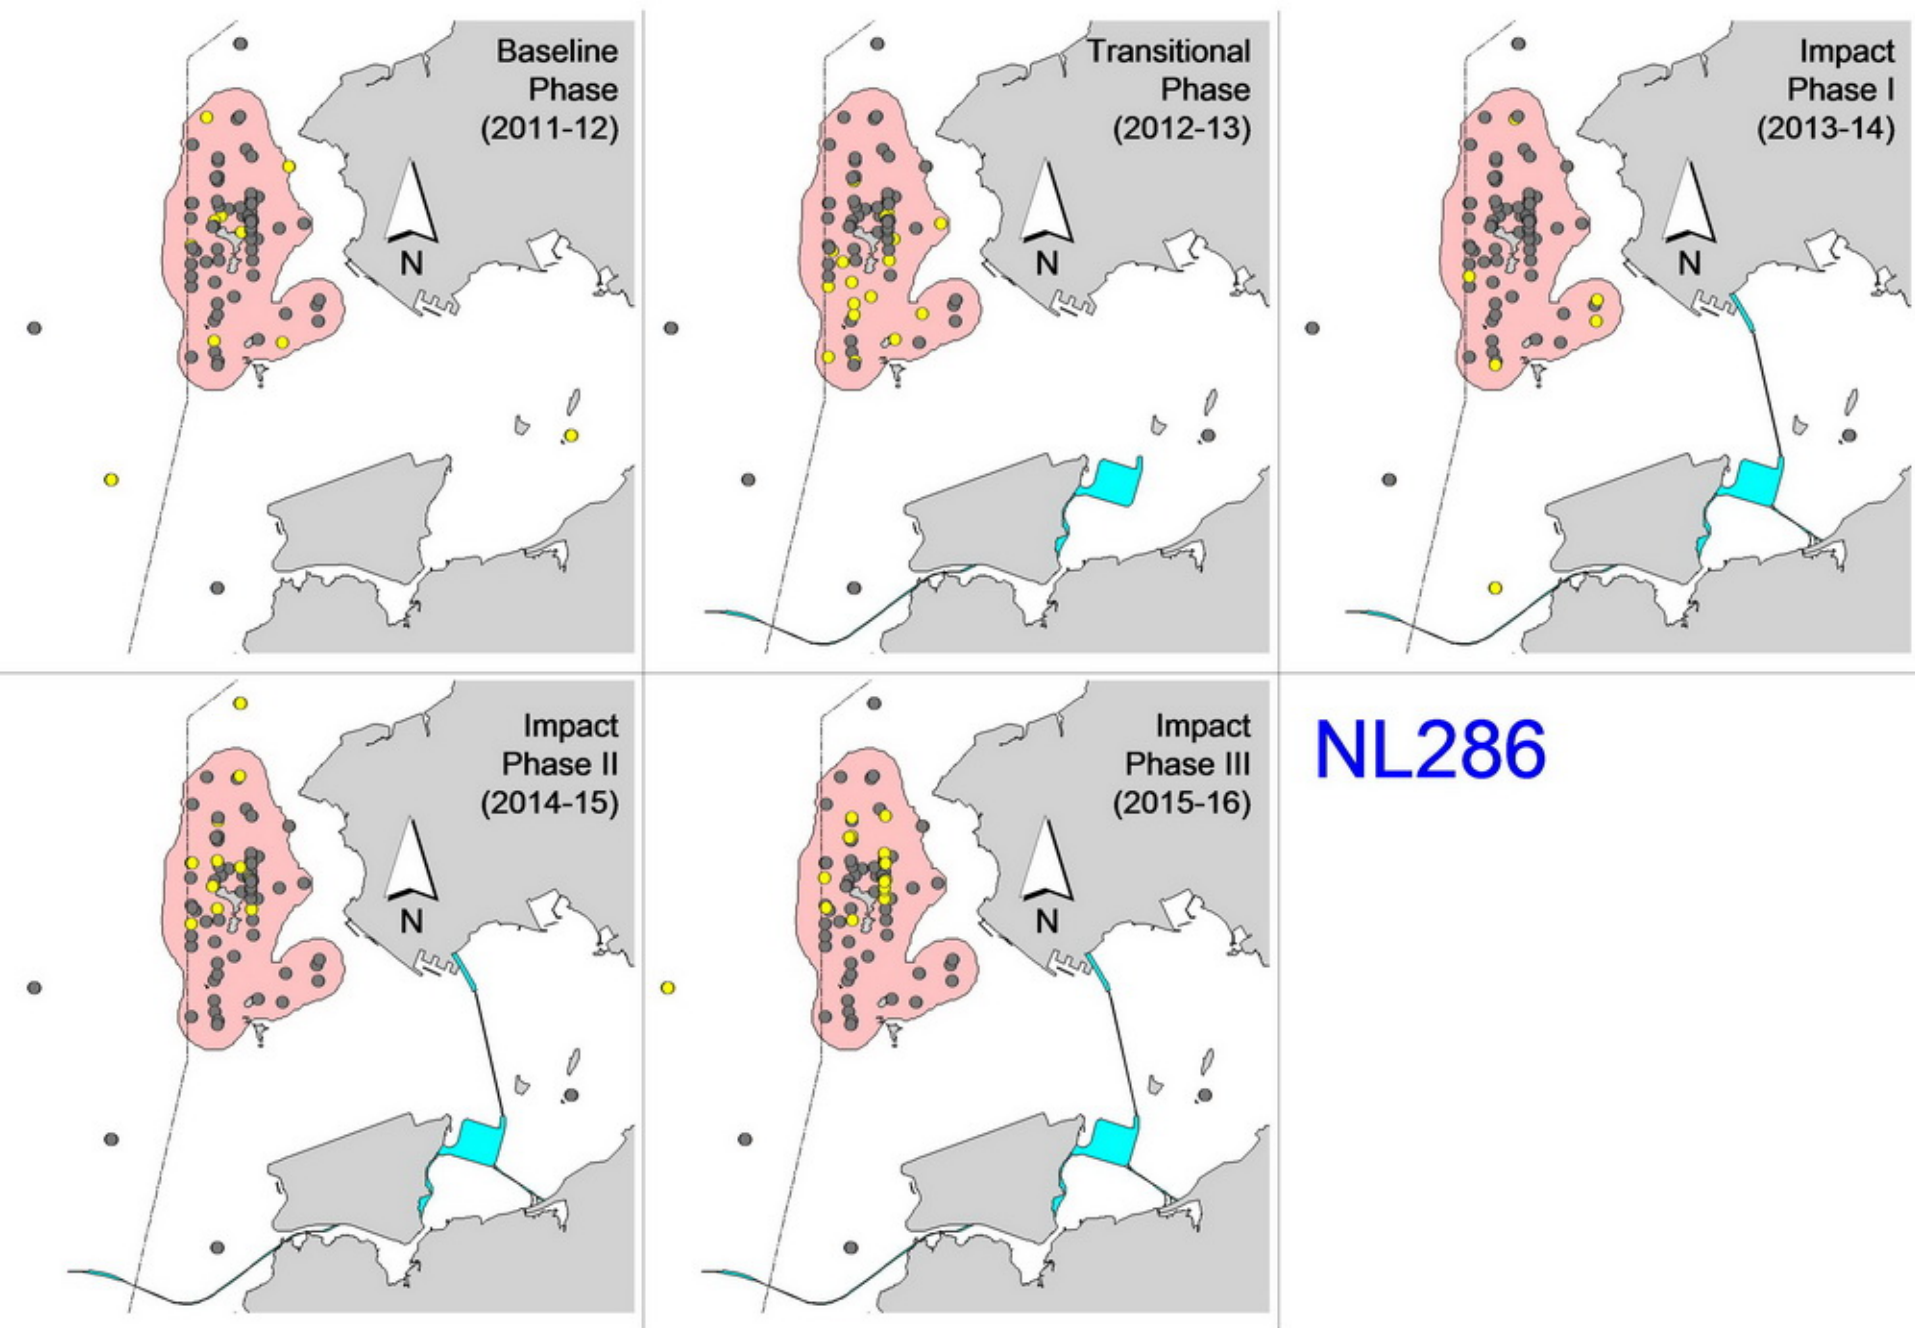 Baseline
Phase
(2011-12)
N
Transitional
Phase
(2012-13)
N
Impact
Phase I
(2013-14)
N
Impact
Phase II
(2014-15)
N
Impact
Phase III
(2015-16)
N
NL286